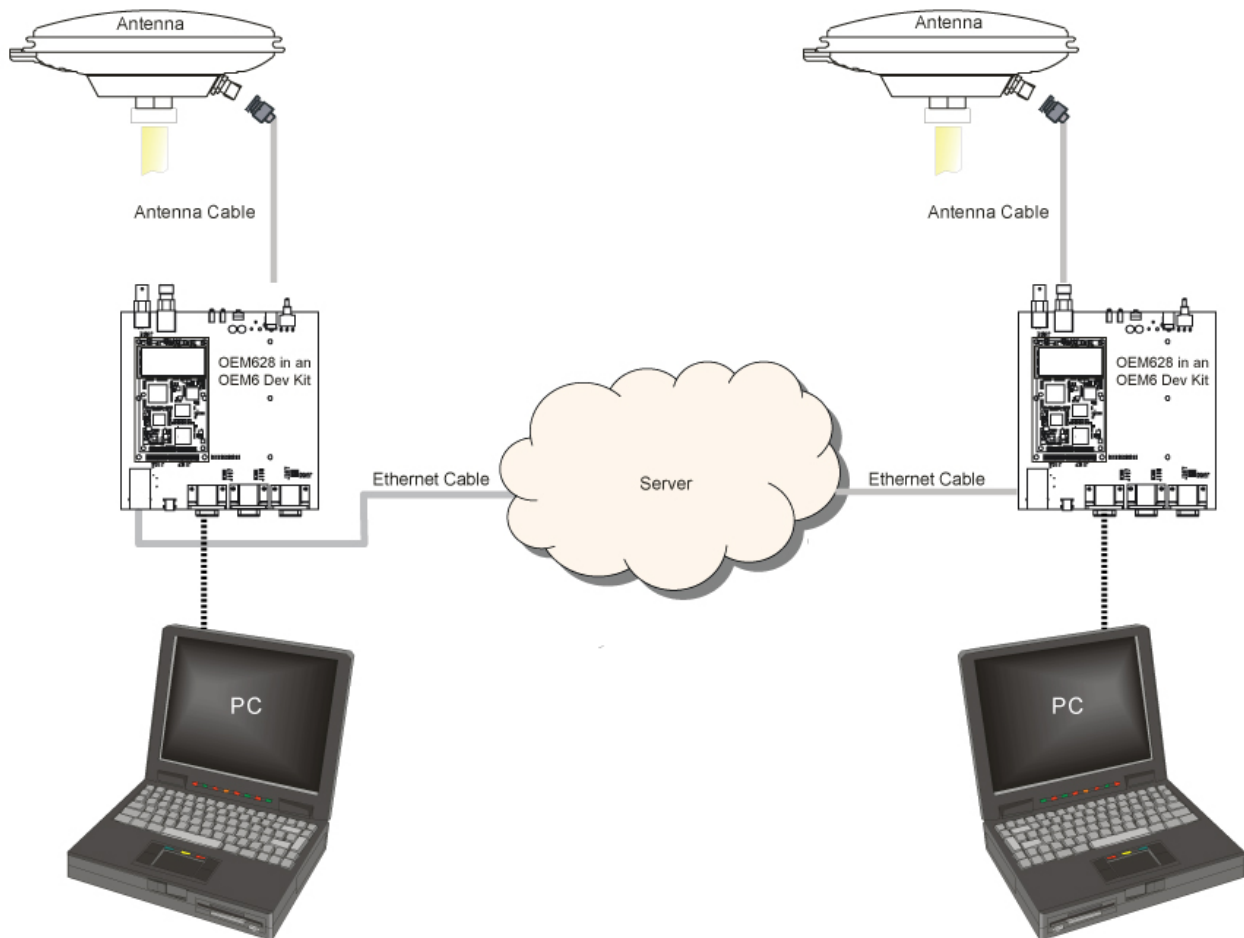 Antenna
Antenna
Antenna Cable
Antenna Cable
OEM628 in an
OEM6 Dev Kit
OEM628 in an
OEM6 Dev Kit
Ethernet Cable
Server
Ethernet Cable
PC
PC